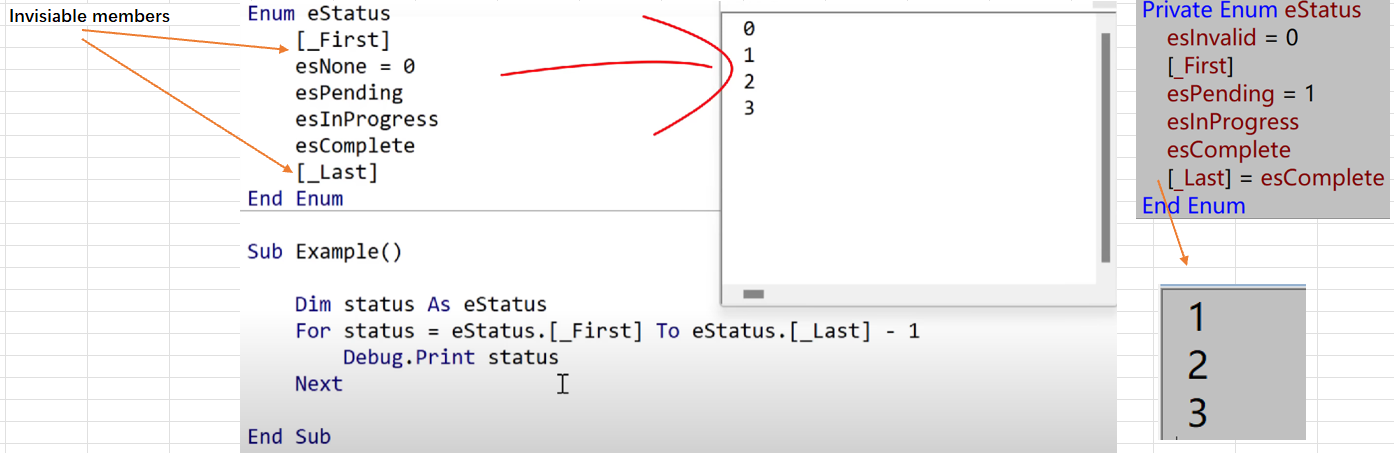 Invisiable members
Enum eStatus
[_First]
esNone = 0
esPending
esInProgress
esComplete
[_Last]
End Enum
Sub Example()
Dim status As eStatus
For status = eStatus.[_First] To eStatus.[_Last] - 1
Debug.Print status
Next
End Sub
0
1
2
3
Private Enum eStatus
esInvalid = 0
[_First]
esPending = 1
esInProgress
esComplete
[_Last] = esComplete
End Enum
1
2
3